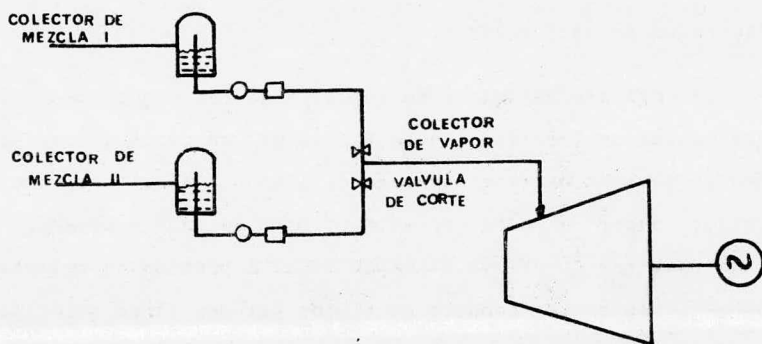 COLECTOR DE
MEZCLA I
COLECTOR
DE VAPOR
COLECTOR DE
MEZCLA II
VALVULA
DE CORTE